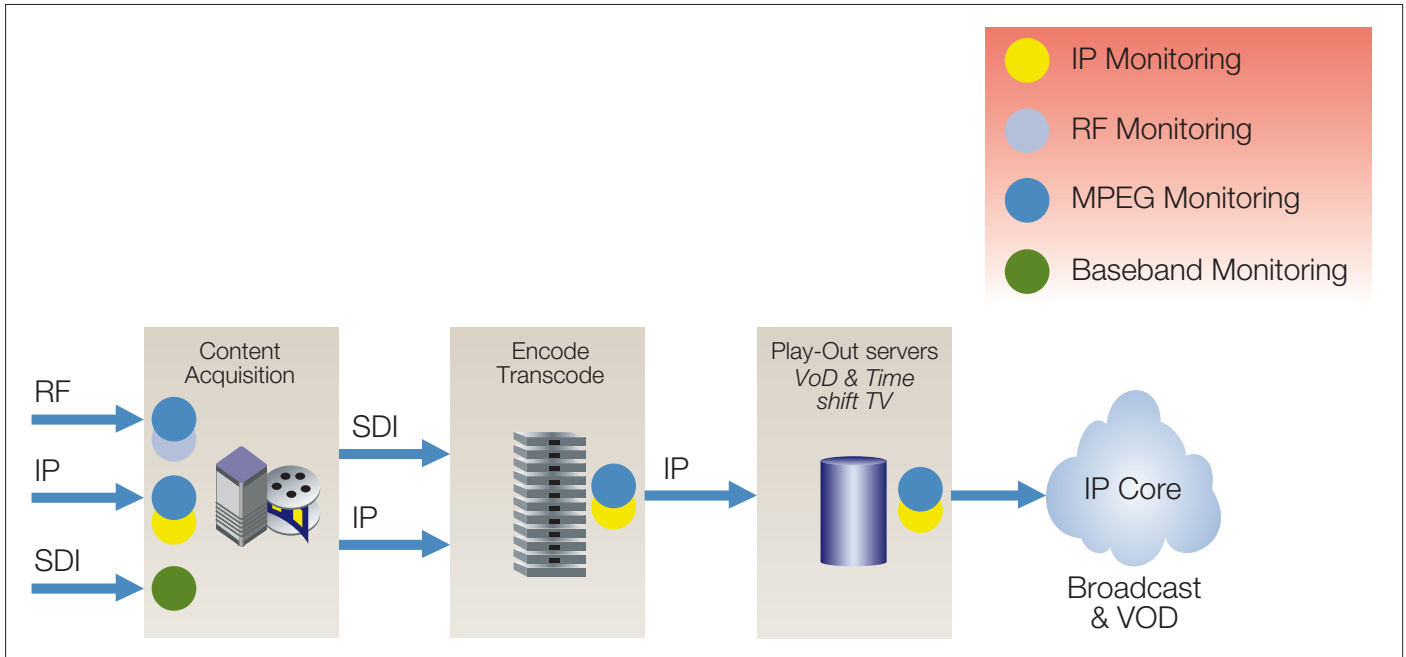 IP Monitoring
RF Monitoring
MPEG Monitoring
Baseband Monitoring
Content
Acquisition
Encode
Transcode
Play-Out servers
VoD & Time
shift TV
RF
IP
SDI
SDI
IP
IP
IP Core
Broadcast
& VOD